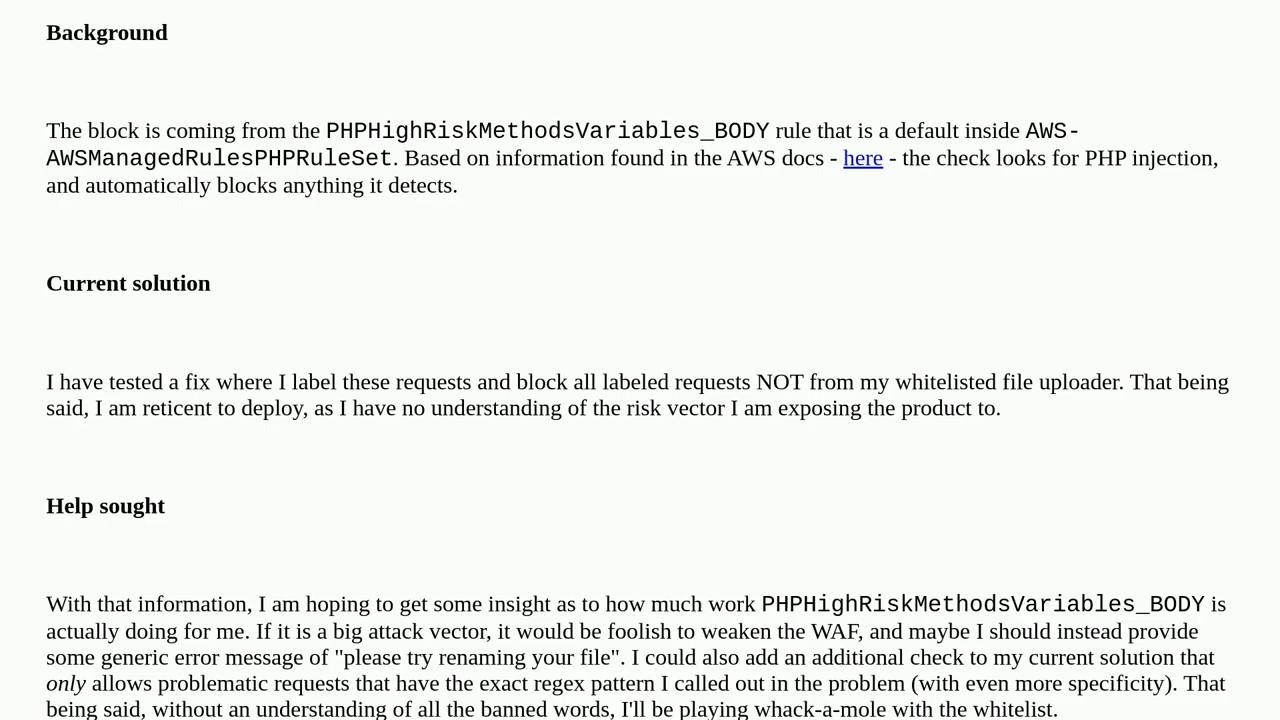 Background
The block is coming from the PHPHighRiskMethodsVariables_BODY rule that is a default inside AWS-
AWSManagedRulesPHPRuleSet. Based on information found in the AWS docs - here - the check looks for PHP injection,
and automatically blocks anything it detects.
Current solution
I have tested a fix where I label these requests and block all labeled requests NOT from my whitelisted file uploader. That being
said, I am reticent to deploy, as I have no understanding of the risk vector I am exposing the product to.
Help sought
With that information, I am hoping to get some insight as to how much work PHPHighRiskMethodsVariables_BODY is
actually doing for me. If it is a big attack vector, it would be foolish to weaken the WAF, and maybe I should instead provide
some generic error message of "please try renaming your file". I could also add an additional check to my current solution that
only allows problematic requests that have the exact regex pattern I called out in the problem (with even more specificity). That
being said, without an understanding of all the banned words, I'll be playing whack-a-mole with the whitelist.